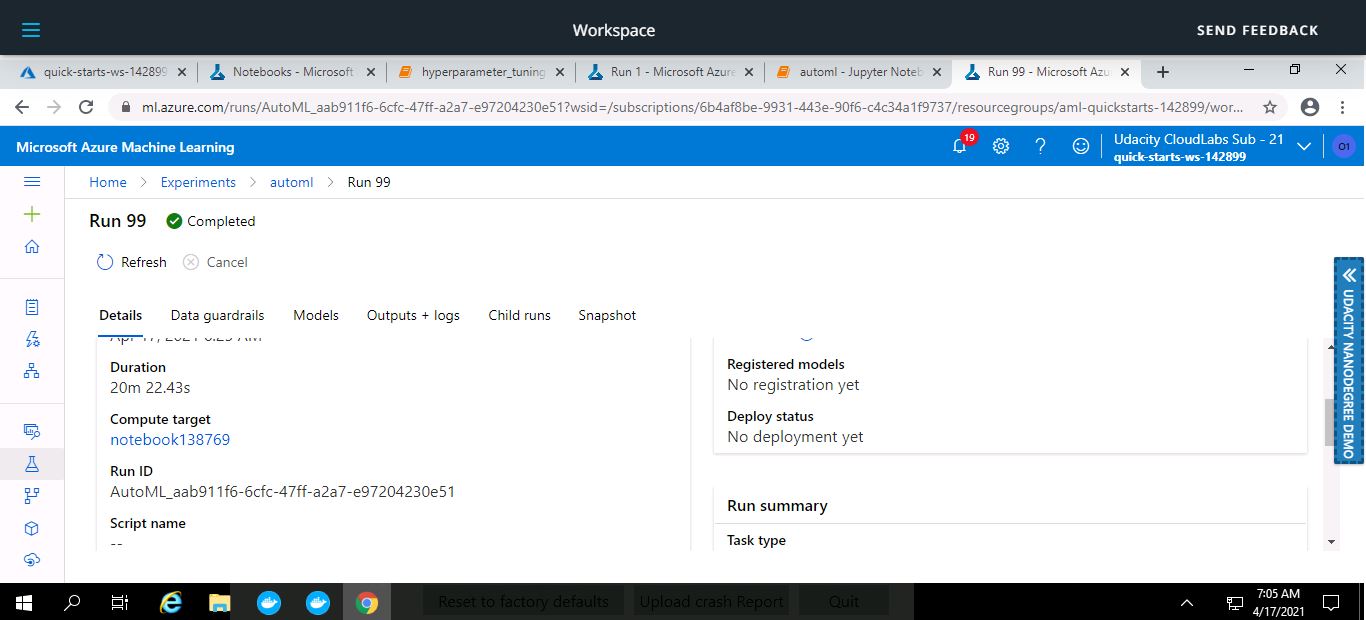 Workspace
SEND FEEDBACK
quick-starts-ws-142899
Notebooks - Microsoft
hyperparameter_tuning
Run 1 - Microsoft Azure
automl - Jupyter Noteb
Run 99 - Microsoft Azu
ml.azure.com/runs/AutoML_aab911f6-6cfc-47ff-a2a7-e97204230e51?wsid=/subscriptions/6b4af8be-9931-443e-90f6-c4c34a1f9737/resourcegroups/aml-quickstarts-142899/wor...
Microsoft Azure Machine Learning
19
Udacity CloudLabs Sub - 21
quick-starts-ws-142899
O1
Home > Experiments > automl > Run 99
Run 99
Completed
Refresh
Cancel
Details
Data guardrails
Models
Outputs + logs
Child runs
Snapshot
Duration
20m 22.43s
Compute target
notebook138769
Run ID
AutoML_aab911f6-6cfc-47ff-a2a7-e97204230e51
Script name
--
Registered models
No registration yet
Deploy status
No deployment yet
Run summary
Task type
UDACITY NANODEGREE DEMO
Reset to factory defaults
Upload crash Report
Quit
7:05 AM
4/17/2021